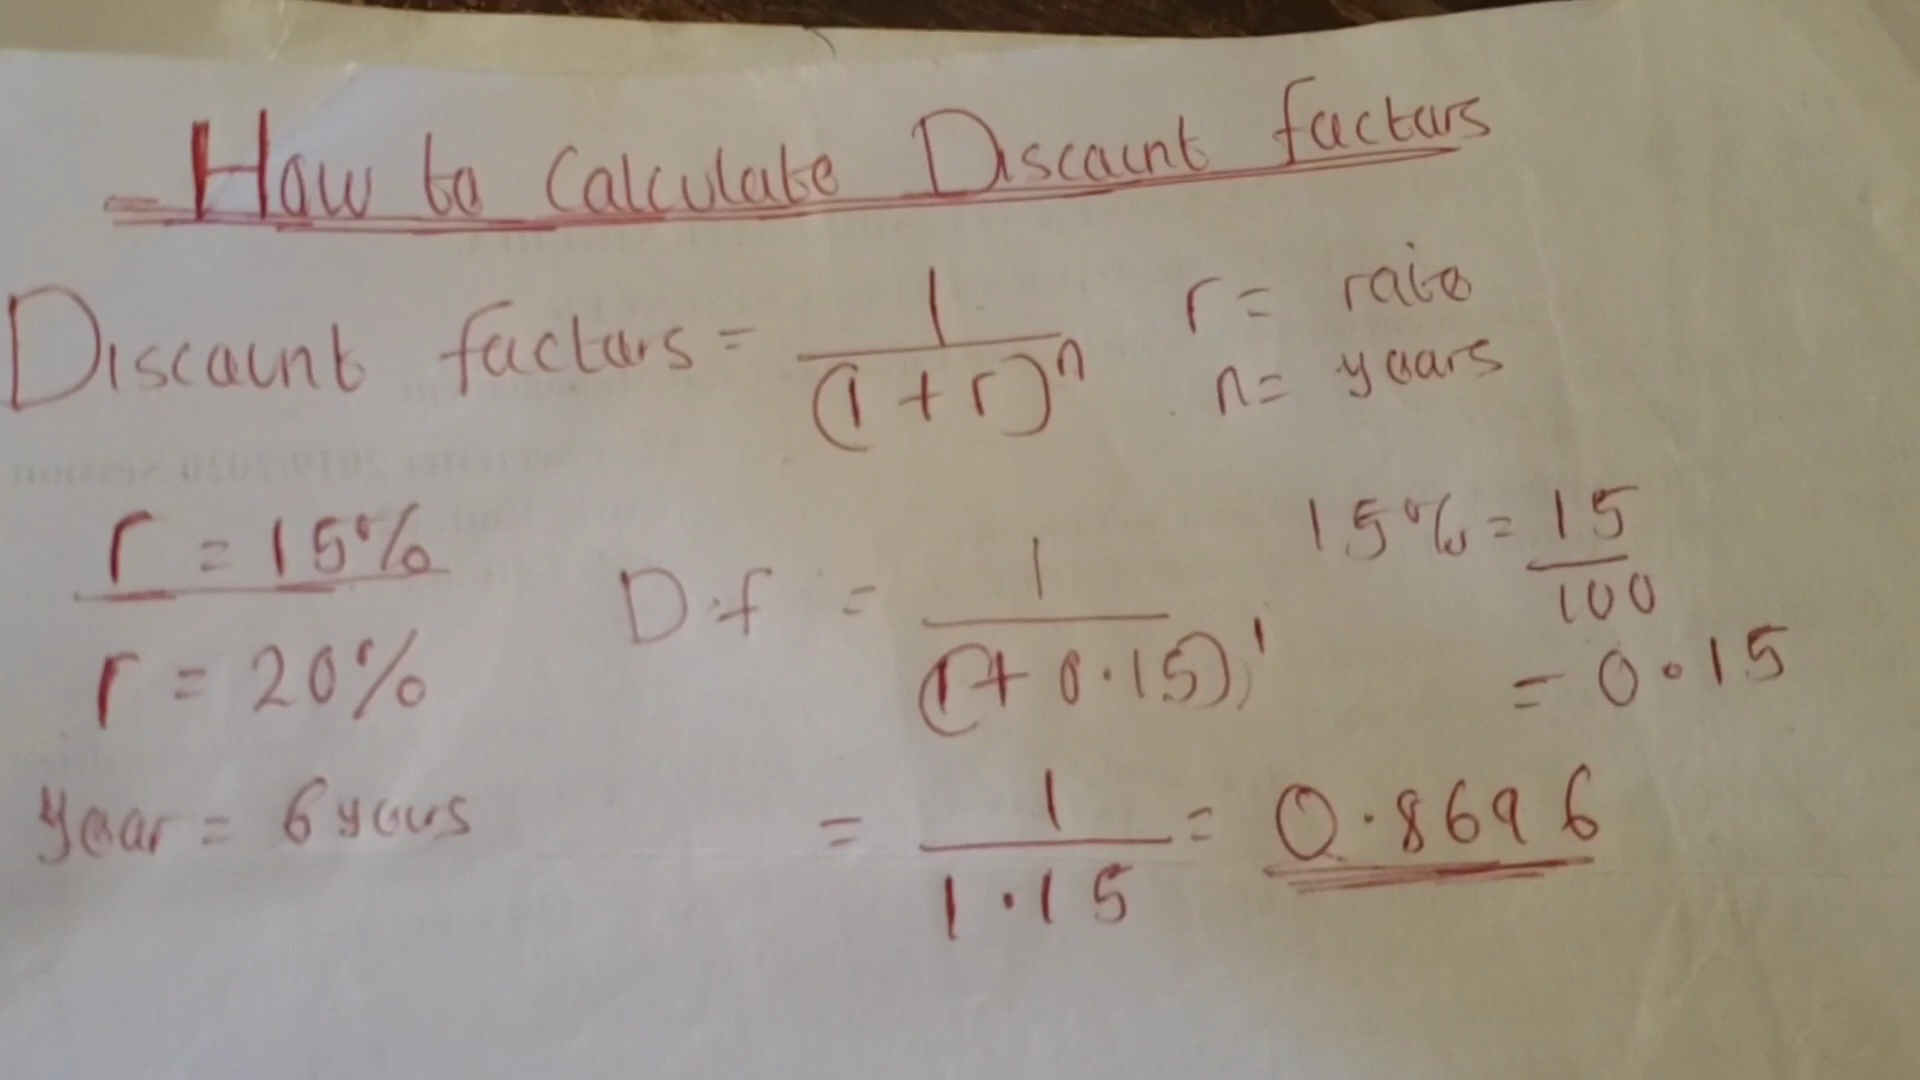 How to Calculate Discount factors
Discount factors = 1/(1+r)^n
r = rate
n = years
r = 15%
r = 20%
year = 6 years
D.f = 1/(1+0.15)^1
= 1/1.15 = 0.8696
15% = 15/100
= 0.15